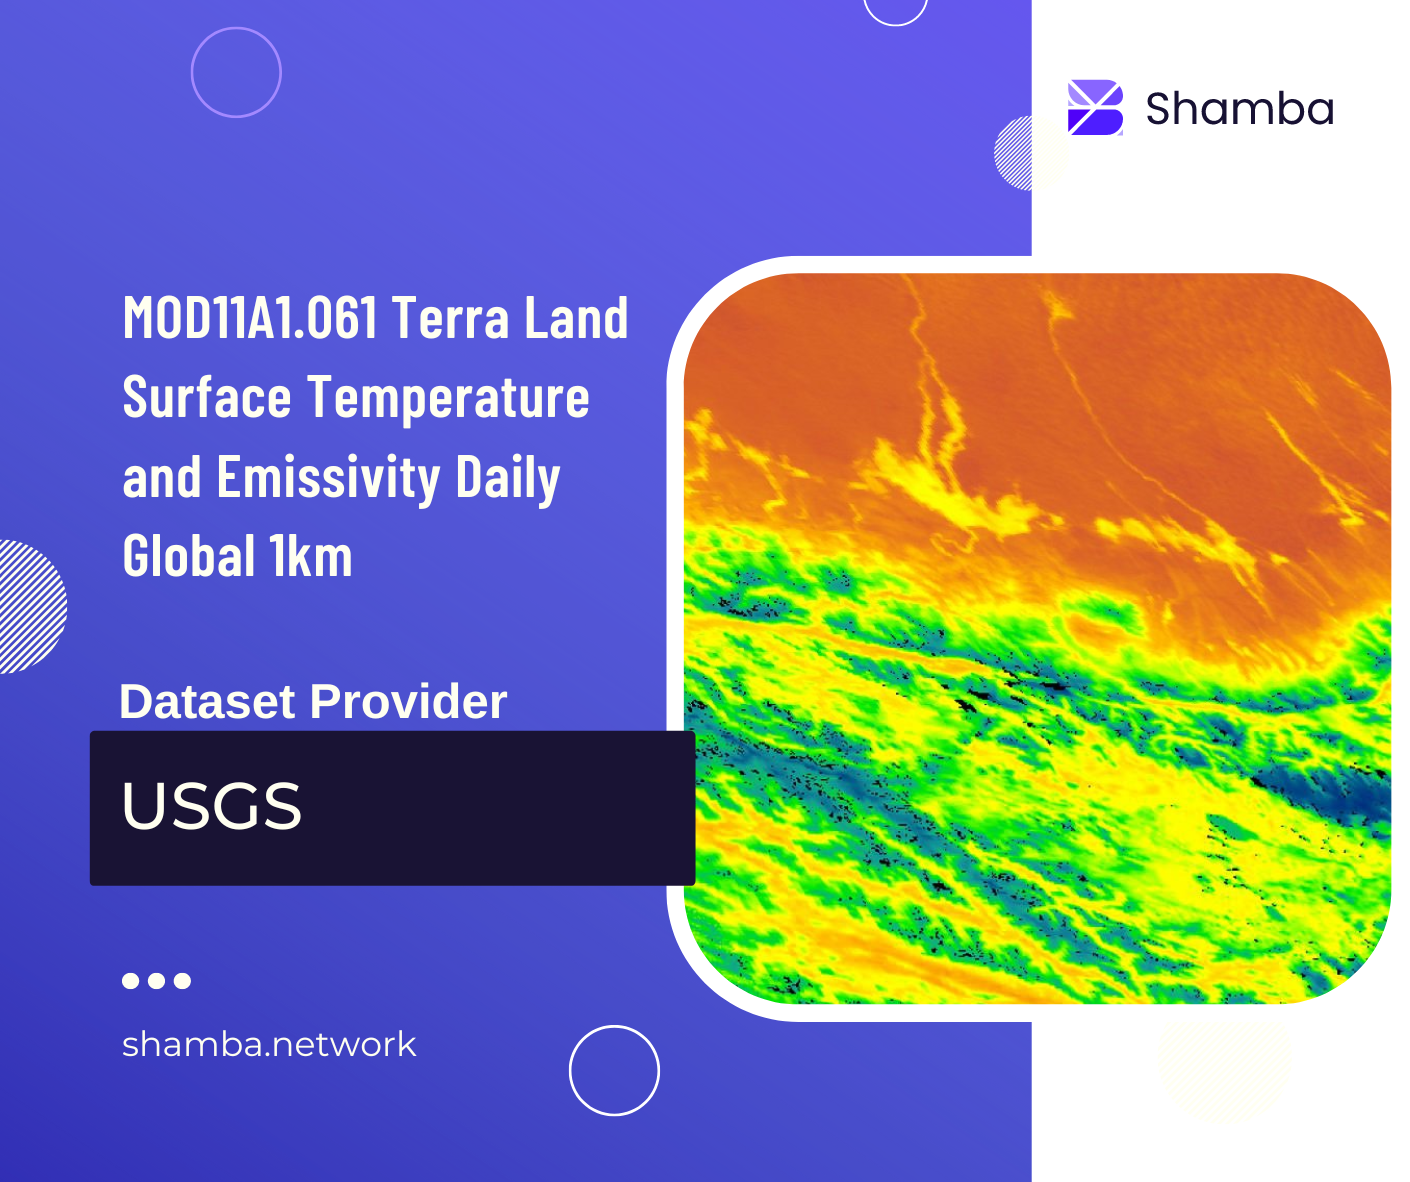 Shamba
MOD11A1.061 Terra Land
Surface Temperature
and Emissivity Daily
Global 1km
Dataset Provider
USGS
shamba.network